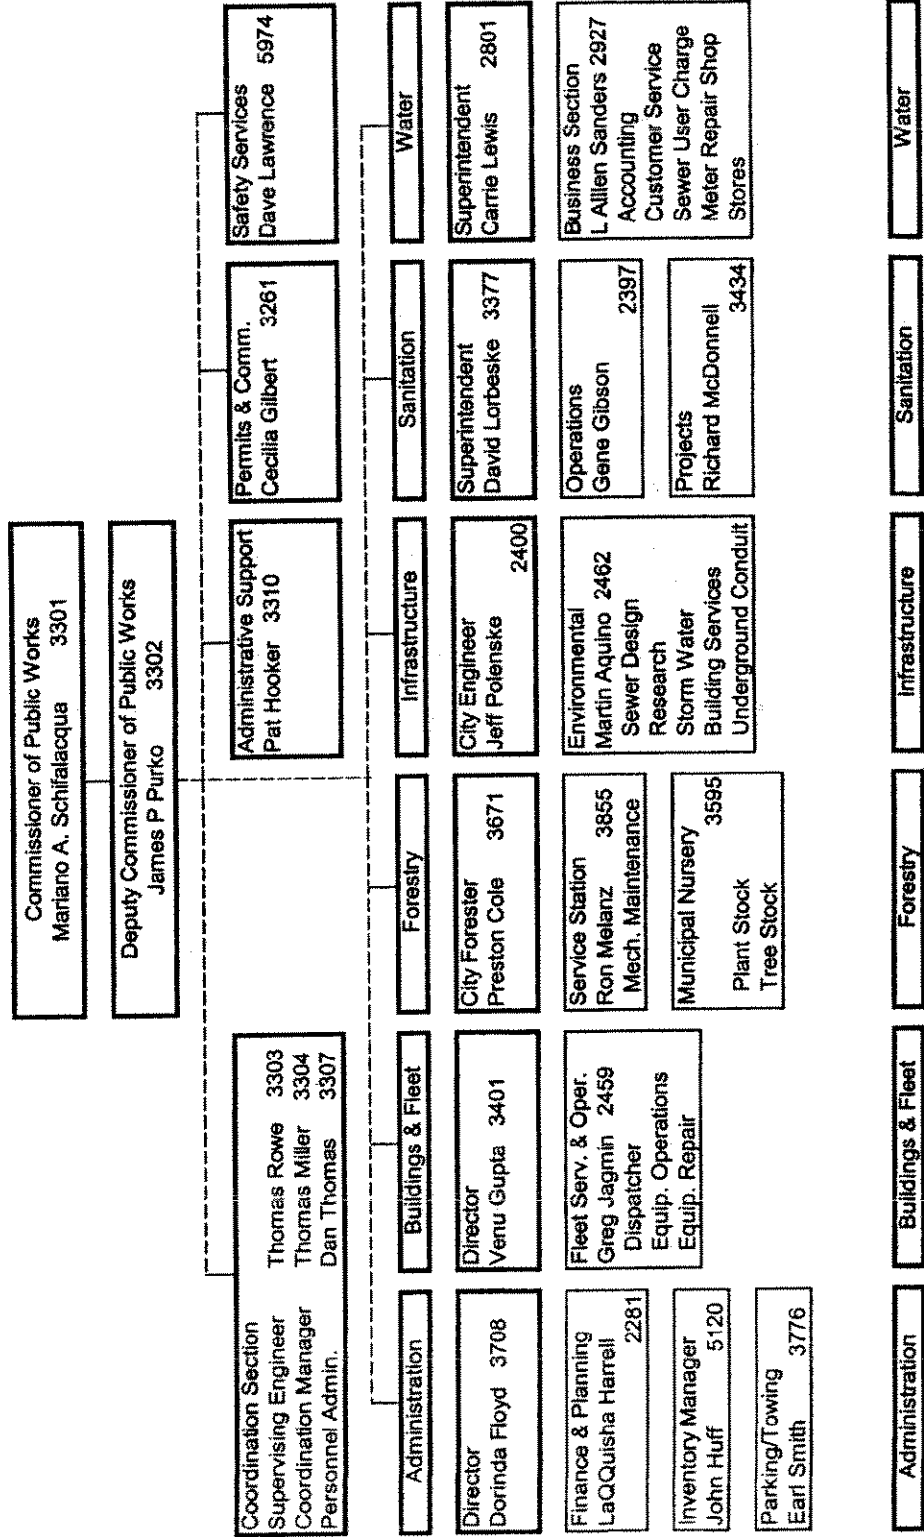 Commissioner of Public Works
Mariano A. Schifalacqua 3301
Deputy Commissioner of Public Works
James P Purko 3302
Coordination Section
Supervising Engineer Thomas Rowe 3303
Coordination Manager Thomas Miller 3304
Personnel Admin. Dan Thomas 3307
Administrative Support
Pat Hooker 3310
Permits & Comm.
Cecilia Gilbert 3261
Safety Services
Dave Lawrence 5974
Administration
Buildings & Fleet
Forestry
Infrastructure
Sanitation
Water
Director
Dorinda Floyd 3708
Director
Venu Gupta 3401
City Forester
Preston Cole 3671
City Engineer
Jeff Polenske
2400
Superintendent
David Lorbeske 3377
Superintendent
Carrie Lewis 2801
Finance & Planning
LaQQuisha Harrell
2281
Inventory Manager
John Huff 5120
Parking/Towing
Earl Smith 3776
Fleet Serv. & Oper.
Greg Jagmin 2459
Dispatcher
Equip. Operations
Equip. Repair
Service Station
Ron Melanz 3855
Mech. Maintenance
Municipal Nursery
3595
Plant Stock
Tree Stock
Environmental
Martin Aquino 2462
Sewer Design
Research
Storm Water
Building Services
Underground Conduit
Operations
Gene Gibson
2397
Projects
Richard McDonnell
3434
Business Section
L Allen Sanders 2927
Accounting
Customer Service
Sewer User Charge
Meter Repair Shop
Stores
Administration
Buildings & Fleet
Forestry
Infrastructure
Sanitation
Water